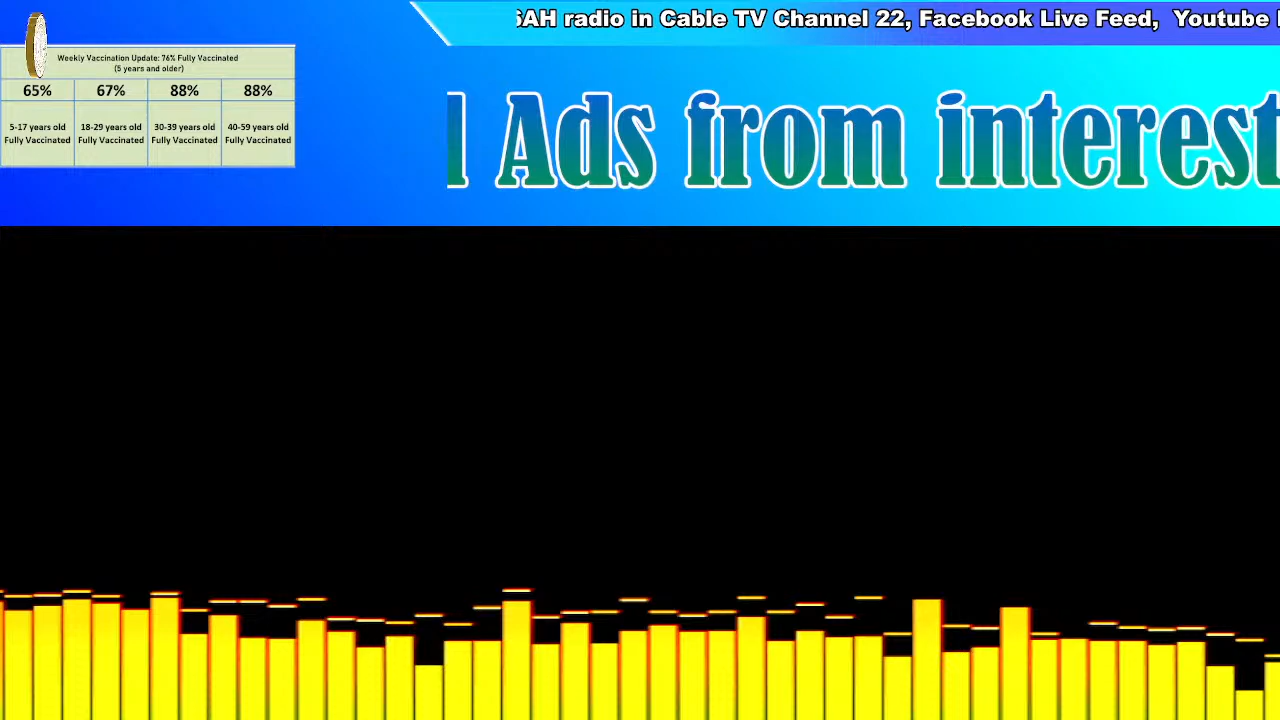 SAH radio in Cable TV Channel 22, Facebook Live Feed, Youtube
Weekly Vaccination Update: 76% Fully Vaccinated
(5 years and older)
65% 67% 88% 88%
5-17 years old 18-29 years old 30-39 years old 40-59 years old
Fully Vaccinated Fully Vaccinated Fully Vaccinated Fully Vaccinated
Ads from interest